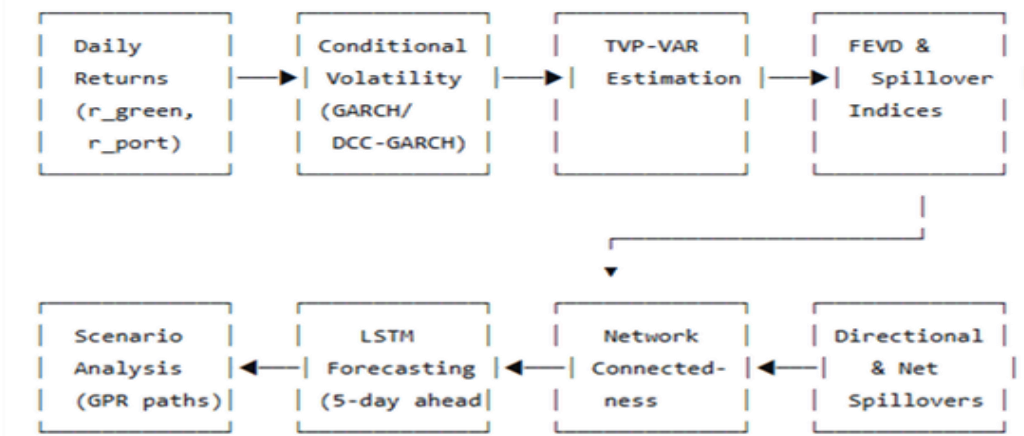 Daily
Returns
(r_green,
r_port)
Conditional
Volatility
(GARCH/
DCC-GARCH)
TVP-VAR
Estimation
FEVD &
Spillover
Indices
Scenario
Analysis
(GPR paths)
LSTM
Forecasting
(5-day ahead
Network
Connected-
ness
Directional
& Net
Spillovers